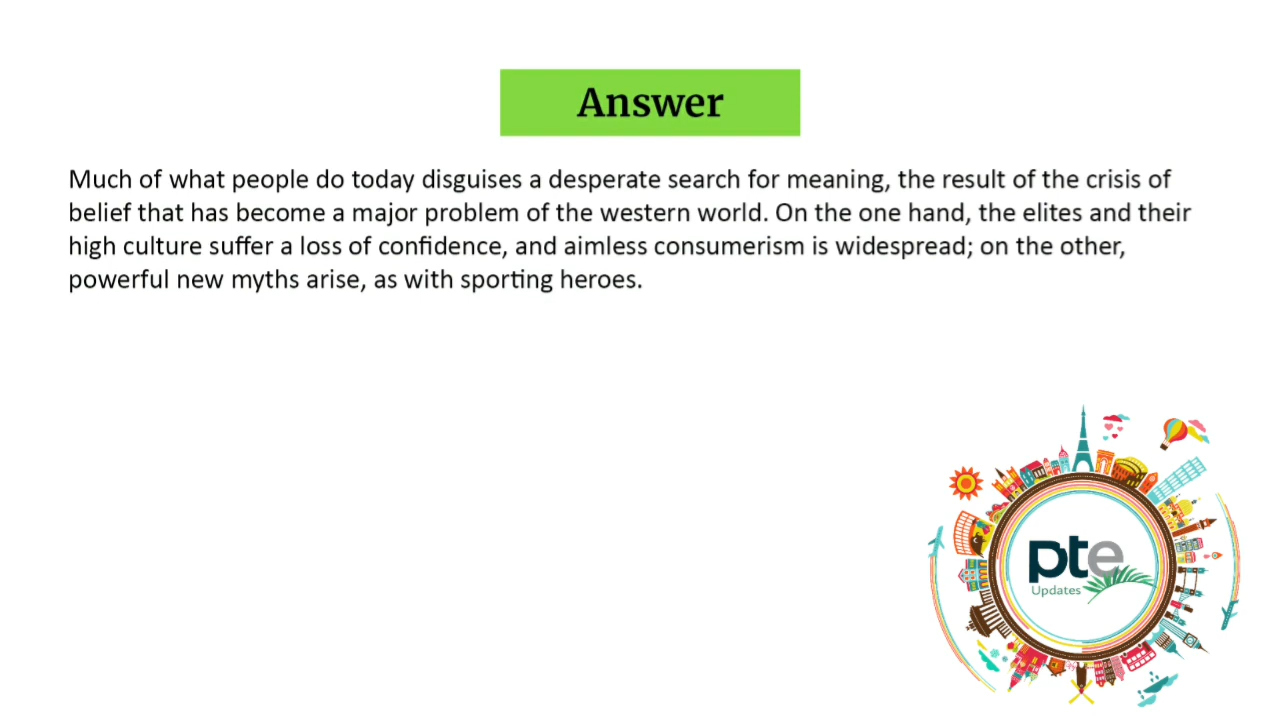 Answer
Much of what people do today disguises a desperate search for meaning, the result of the crisis of
belief that has become a major problem of the western world. On the one hand, the elites and their
high culture suffer a loss of confidence, and aimless consumerism is widespread; on the other,
powerful new myths arise, as with sporting heroes.
pte
Updates